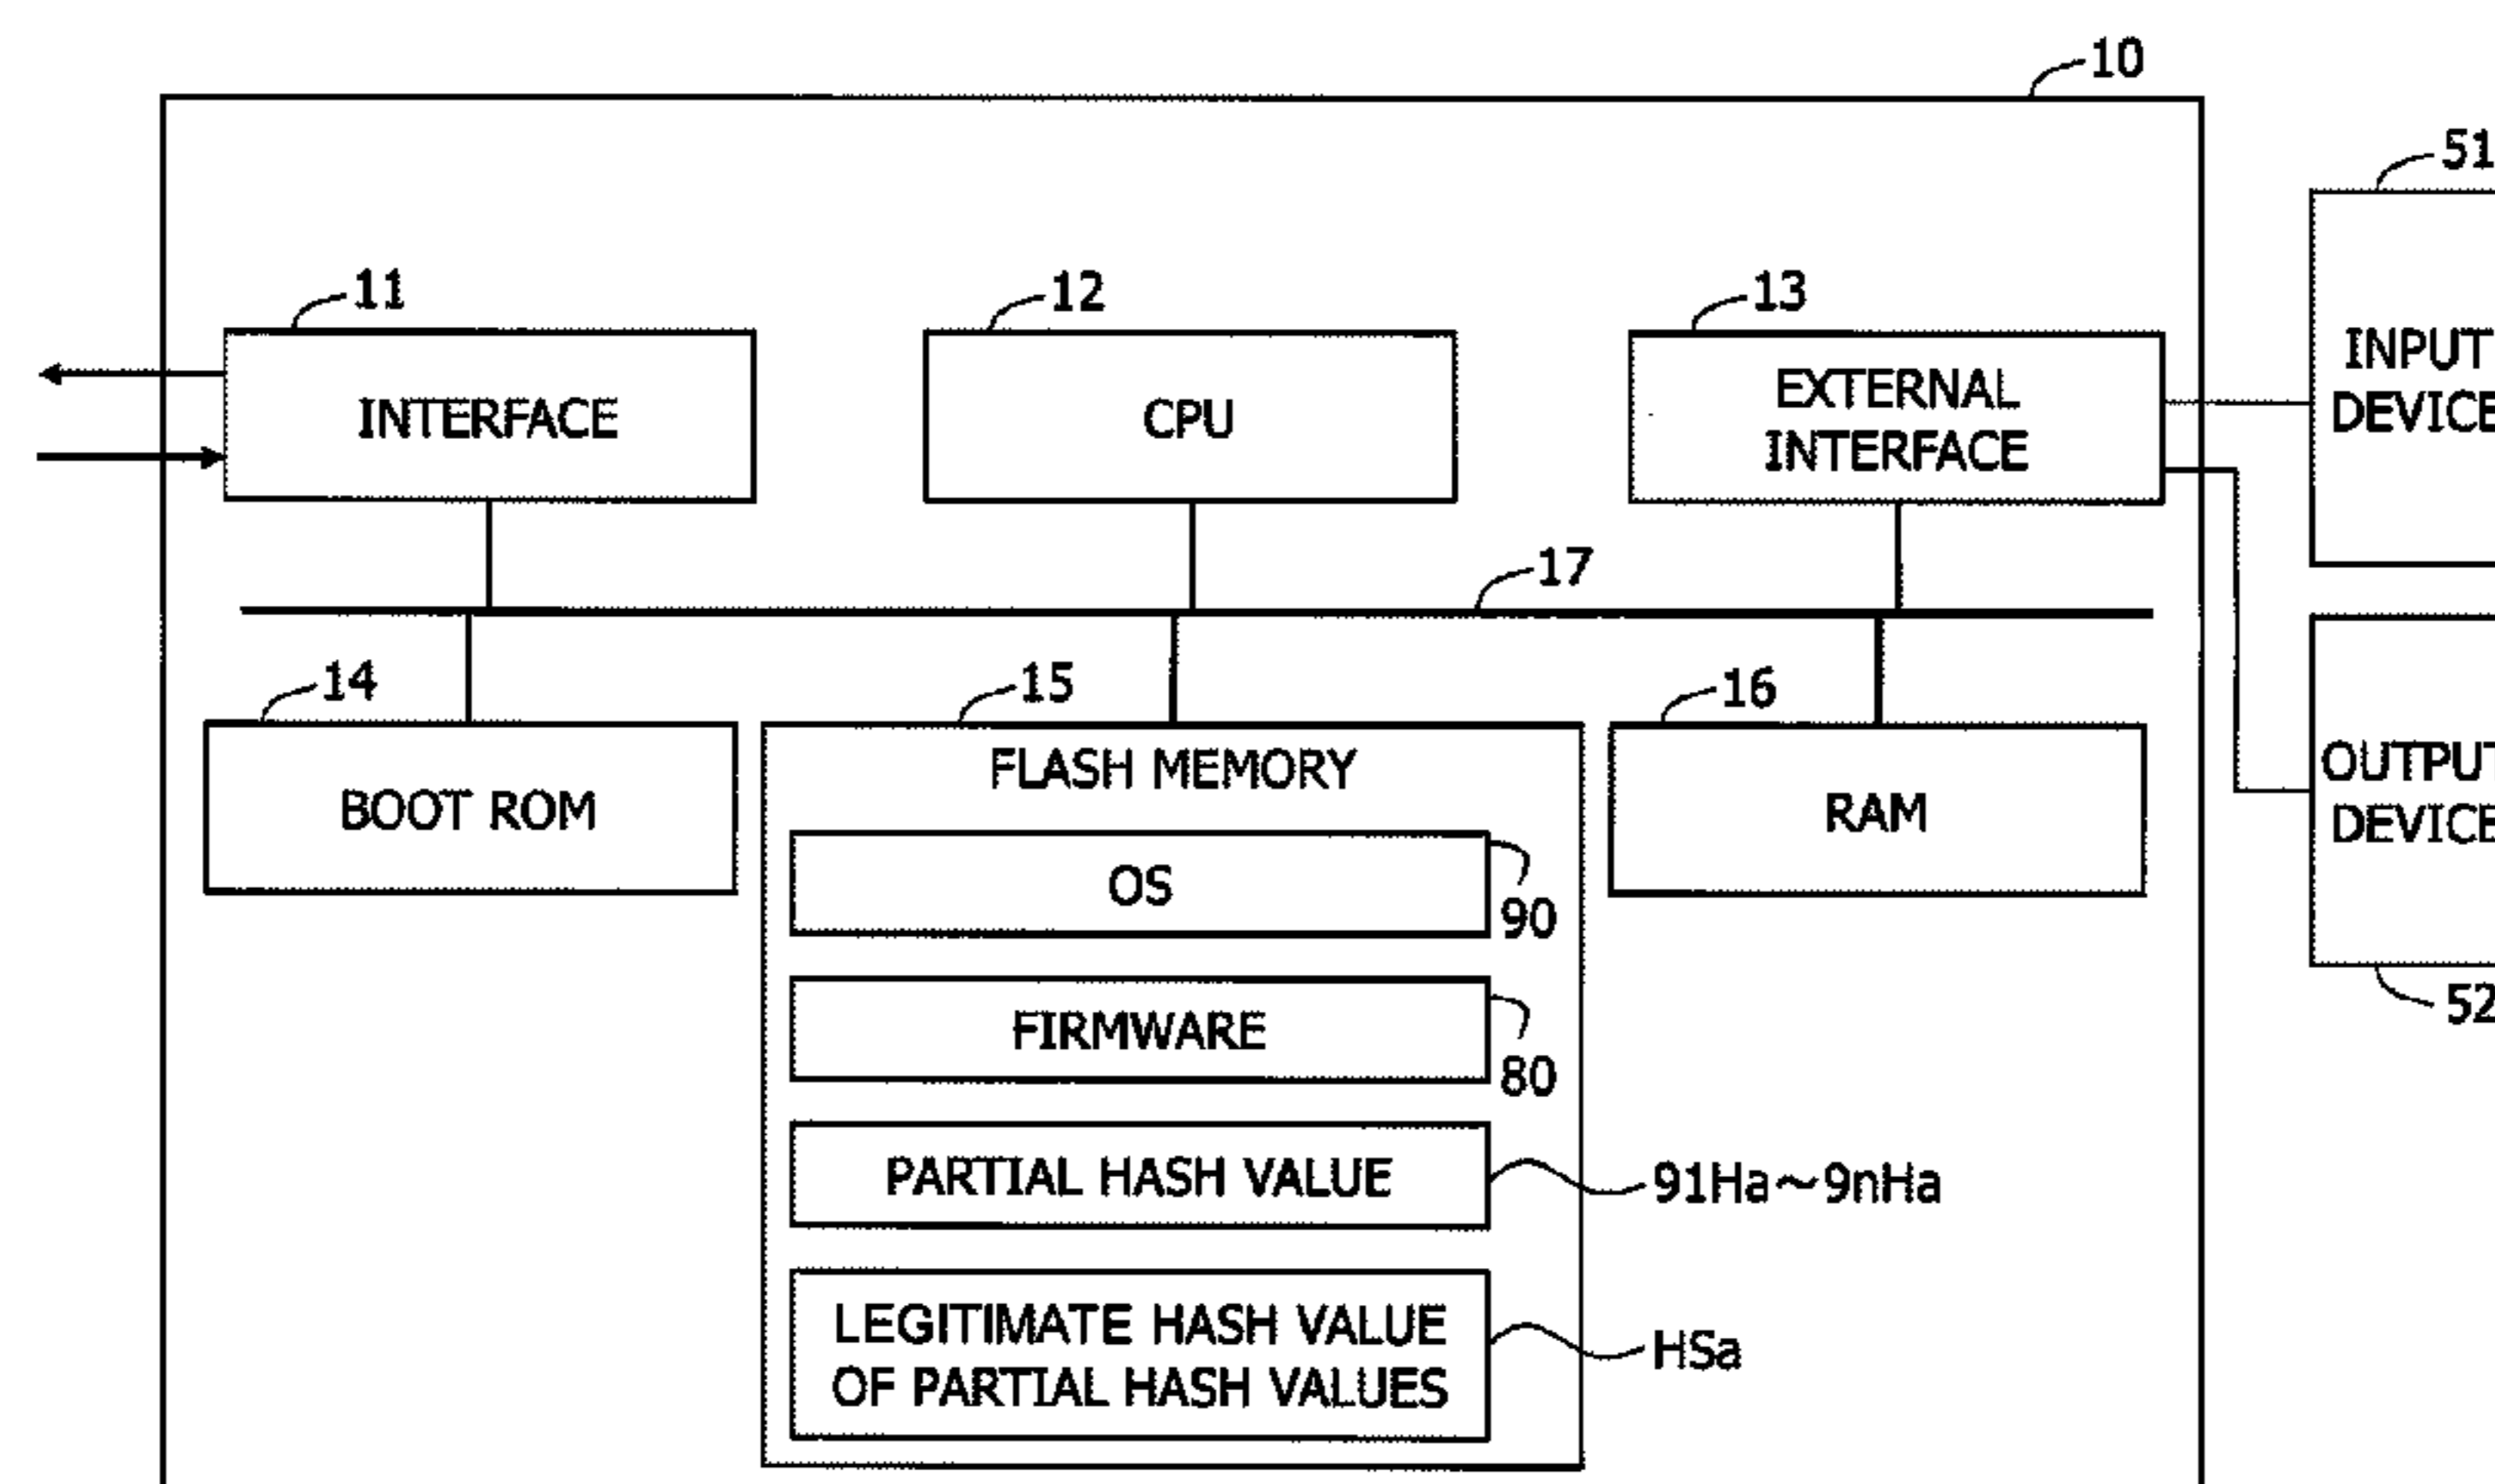 10
51
11
12
13
INTERFACE
CPU
EXTERNAL
INTERFACE
INPUT
DEVICE
17
14
15
16
BOOT ROM
FLASH MEMORY
RAM
OUTPUT
DEVICE
OS
90
52
FIRMWARE
80
PARTIAL HASH VALUE
91Ha~9nHa
LEGITIMATE HASH VALUE
OF PARTIAL HASH VALUES
HSa